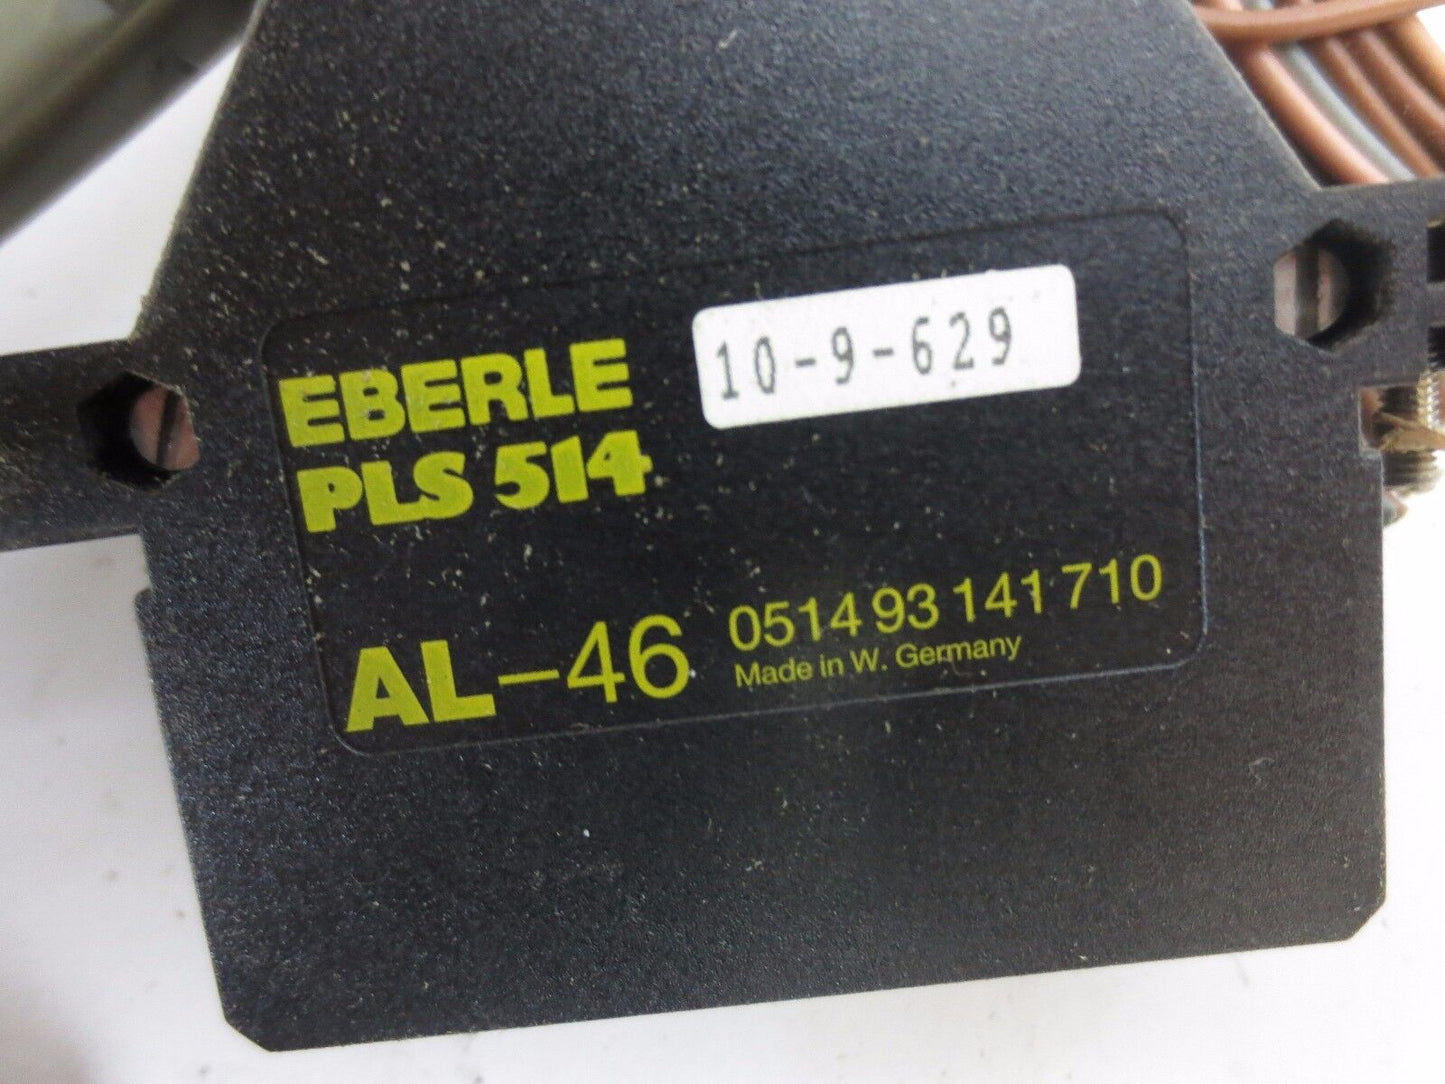 EBERLE
10-9-629
PLS 514
AL-46
0514 93 141 710
Made in W. Germany